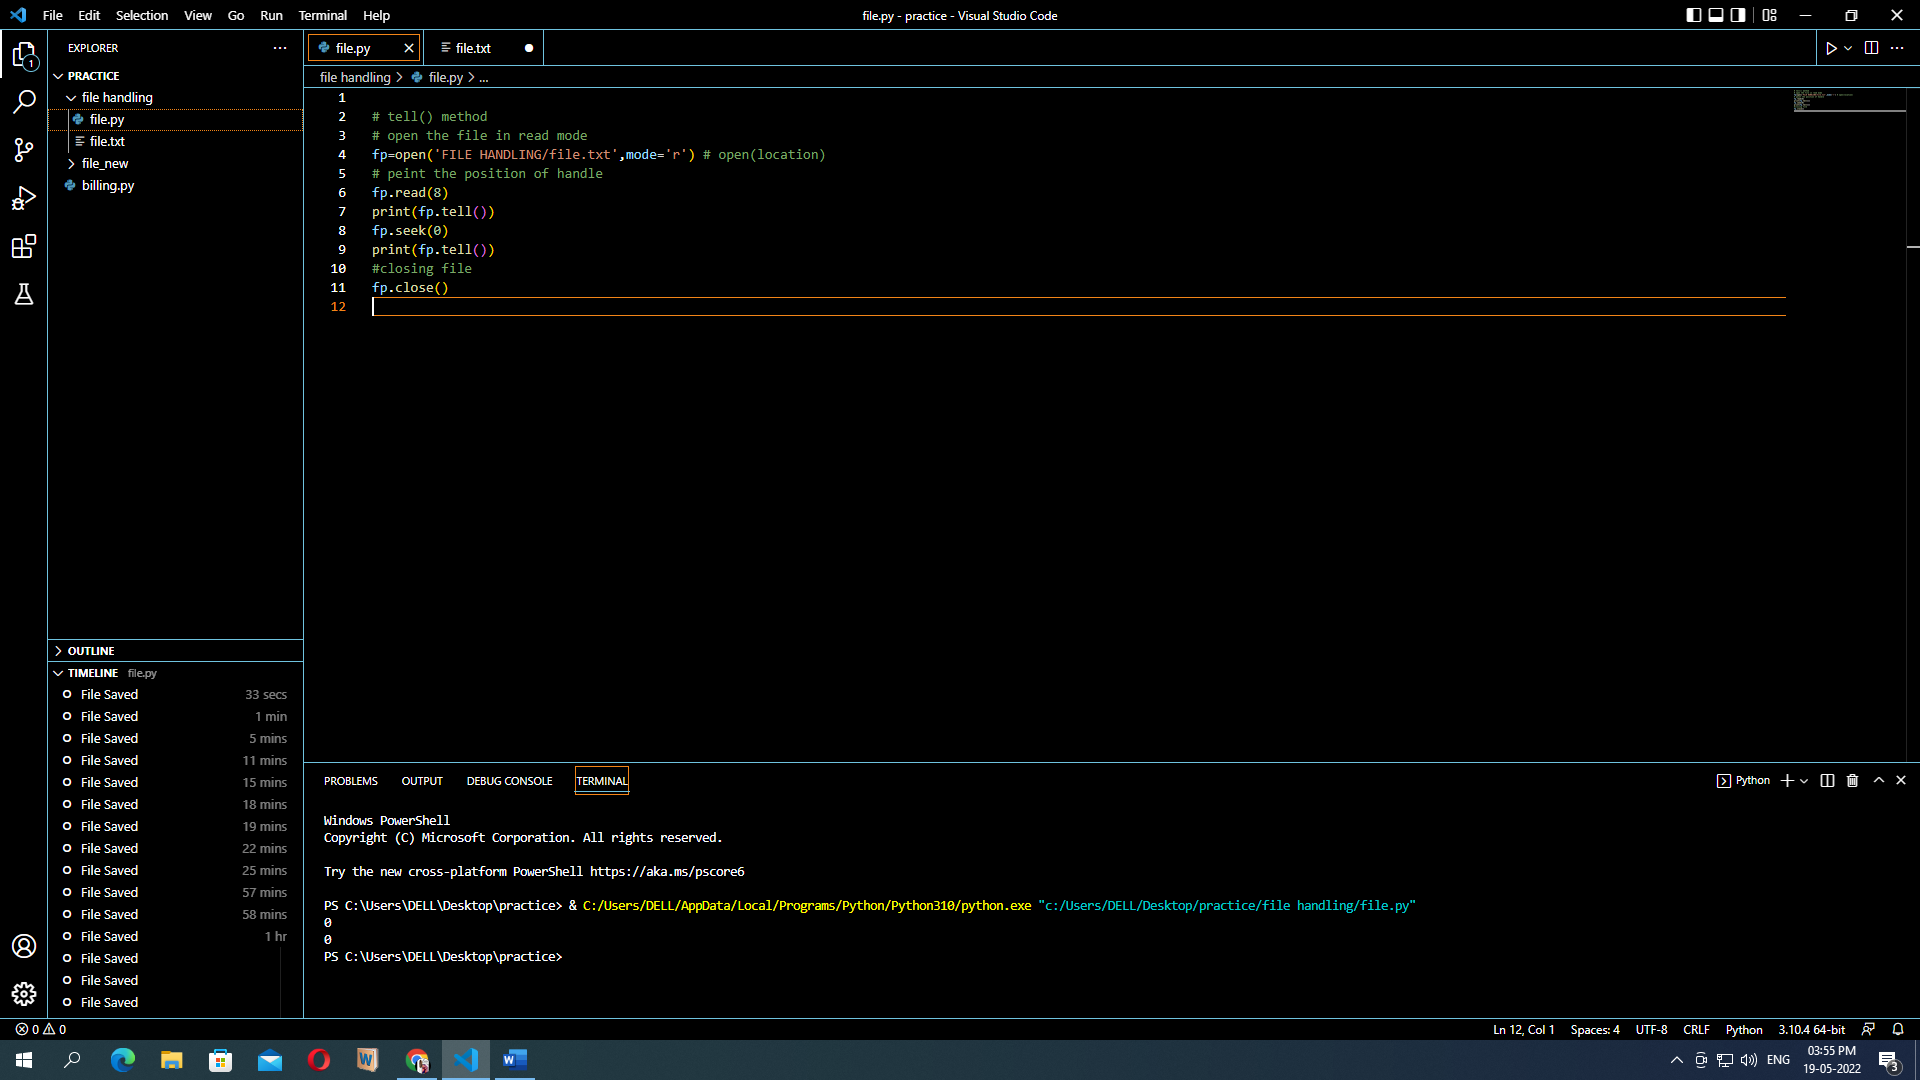 File Edit Selection View Go Run Terminal Help
file.py - practice - Visual Studio Code
EXPLORER
1
PRACTICE
file handling
file.py
file.txt
file_new
billing.py
OUTLINE
TIMELINE file.py
File Saved 33 secs
File Saved 1 min
File Saved 5 mins
File Saved 11 mins
File Saved 15 mins
File Saved 18 mins
File Saved 19 mins
File Saved 22 mins
File Saved 25 mins
File Saved 57 mins
File Saved 58 mins
File Saved 1 hr
File Saved
File Saved
File Saved
file.py file.txt
file handling > file.py > ...
1
2 # tell() method
3 # open the file in read mode
4 fp=open('FILE HANDLING/file.txt',mode='r') # open(location)
5 # peint the position of handle
6 fp.read(8)
7 print(fp.tell())
8 fp.seek(0)
9 print(fp.tell())
10 #closing file
11 fp.close()
12
PROBLEMS OUTPUT DEBUG CONSOLE TERMINAL
Python
Windows PowerShell
Copyright (C) Microsoft Corporation. All rights reserved.
Try the new cross-platform PowerShell https://aka.ms/pscore6
PS C:\Users\DELL\Desktop\practice> & C:/Users/DELL/AppData/Local/Programs/Python/Python310/python.exe "c:/Users/DELL/Desktop/practice/file handling/file.py"
0
0
PS C:\Users\DELL\Desktop\practice>
0 0
Ln 12, Col 1 Spaces: 4 UTF-8 CRLF Python 3.10.4 64-bit
ENG
03:55 PM
19-05-2022
3